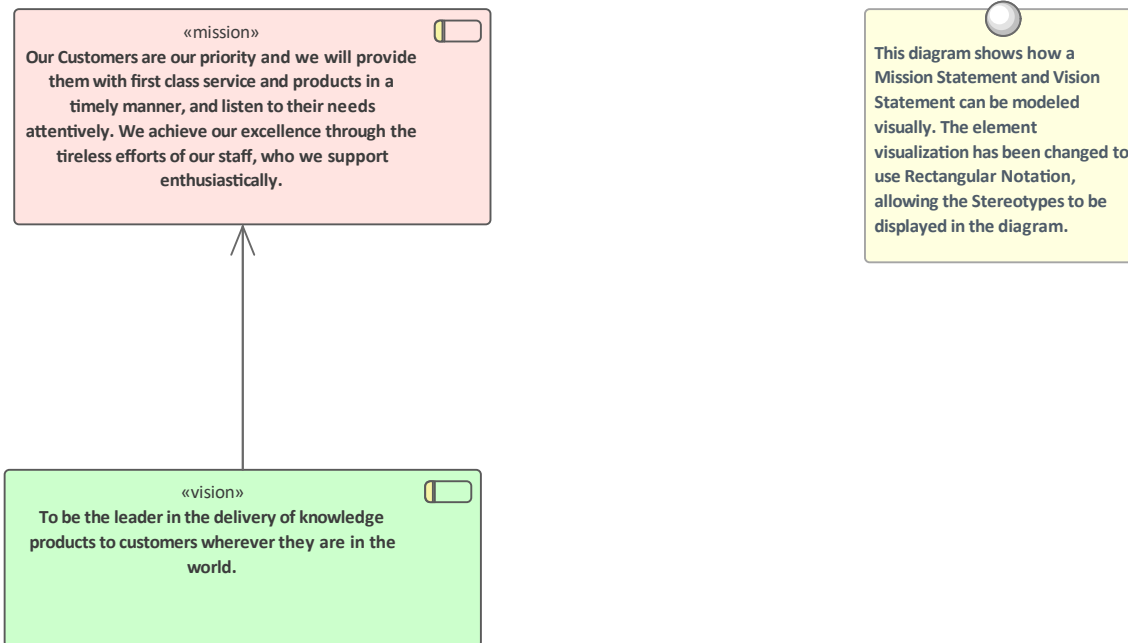 «mission»
Our Customers are our priority and we will provide
them with first class service and products in a
timely manner, and listen to their needs
attentively. We achieve our excellence through the
tireless efforts of our staff, who we support
enthusiastically.
This diagram shows how a
Mission Statement and Vision
Statement can be modeled
visually. The element
visualization has been changed to
use Rectangular Notation,
allowing the Stereotypes to be
displayed in the diagram.
«vision»
To be the leader in the delivery of knowledge
products to customers wherever they are in the
world.